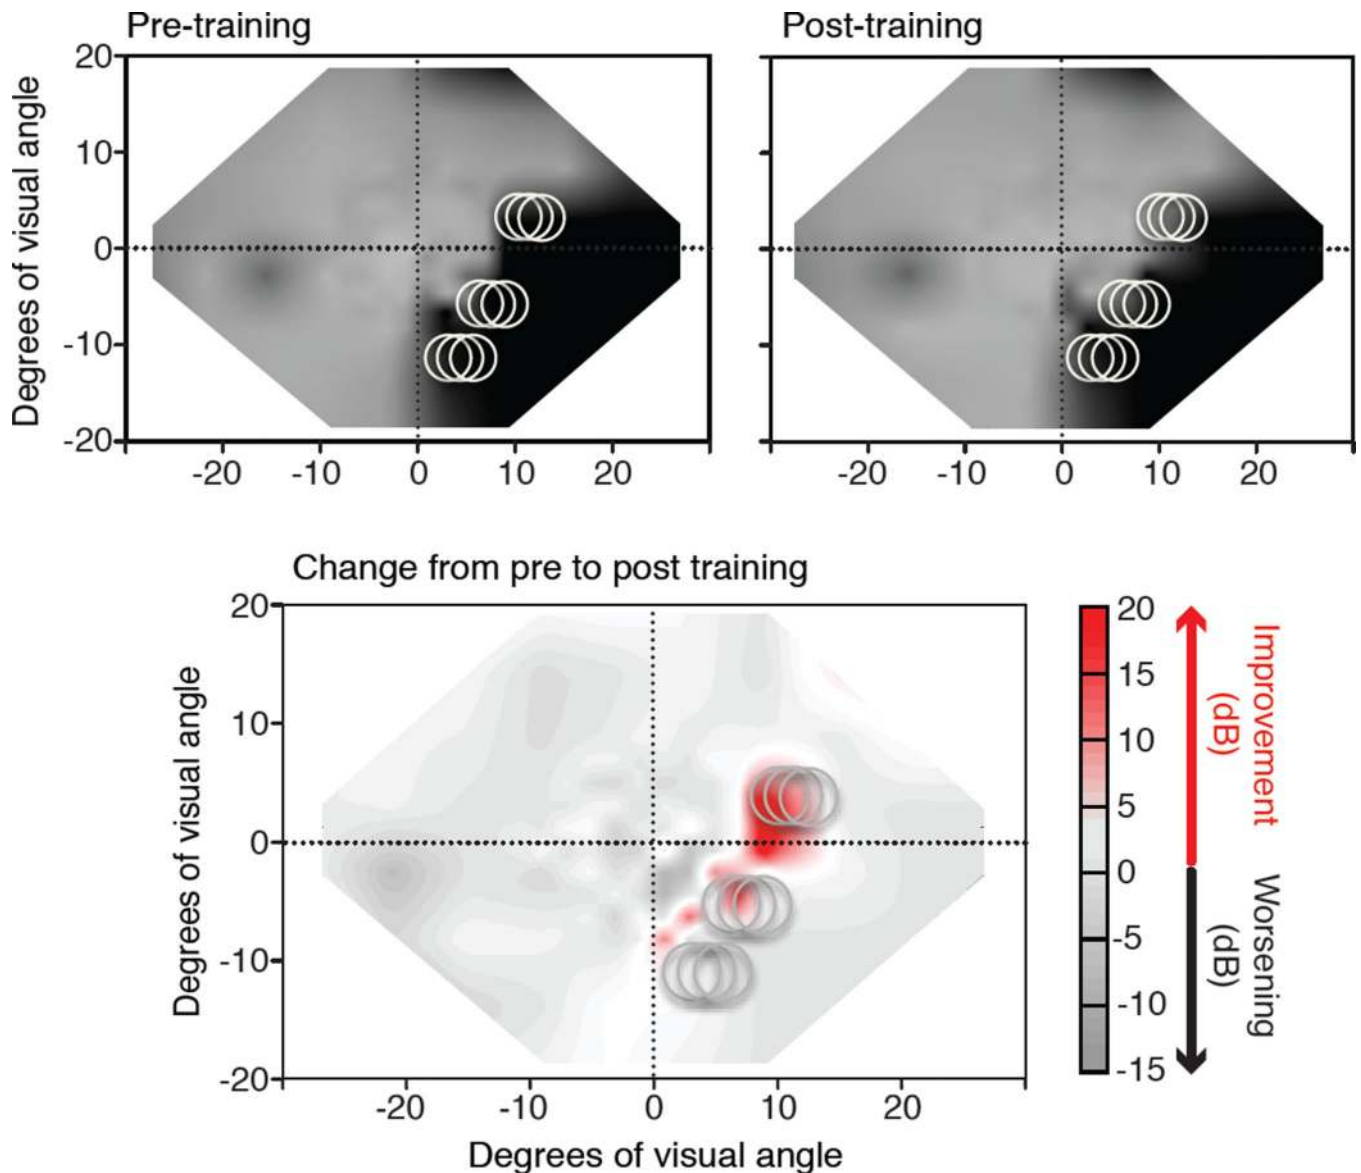 Pre-training
Post-training
Degrees of visual angle
20
10
0
-10
-20
-20 -10 0 10 20
-20 -10 0 10 20
Change from pre to post training
Degrees of visual angle
20
10
0
-10
-20
-20 -10 0 10 20
Degrees of visual angle
20
15
10
5
0
-5
-10
-15
Improvement
(dB)
Worsening
(dB)